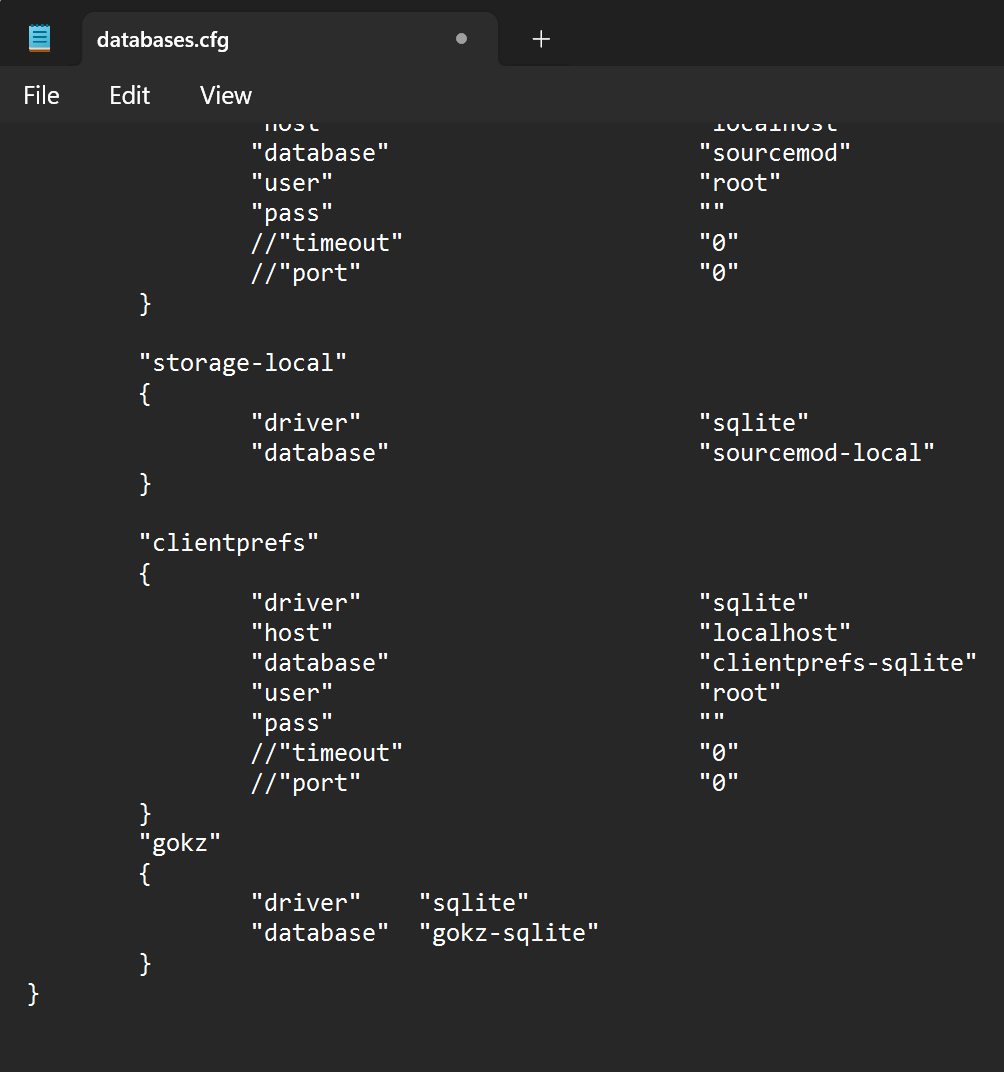 databases.cfg
File Edit View
"host" "localhost"
"database" "sourcemod"
"user" "root"
"pass" ""
//"timeout" "0"
//"port" "0"
}
"storage-local"
{
"driver" "sqlite"
"database" "sourcemod-local"
}
"clientprefs"
{
"driver" "sqlite"
"host" "localhost"
"database" "clientprefs-sqlite"
"user" "root"
"pass" ""
//"timeout" "0"
//"port" "0"
}
"gokz"
{
"driver" "sqlite"
"database" "gokz-sqlite"
}
}